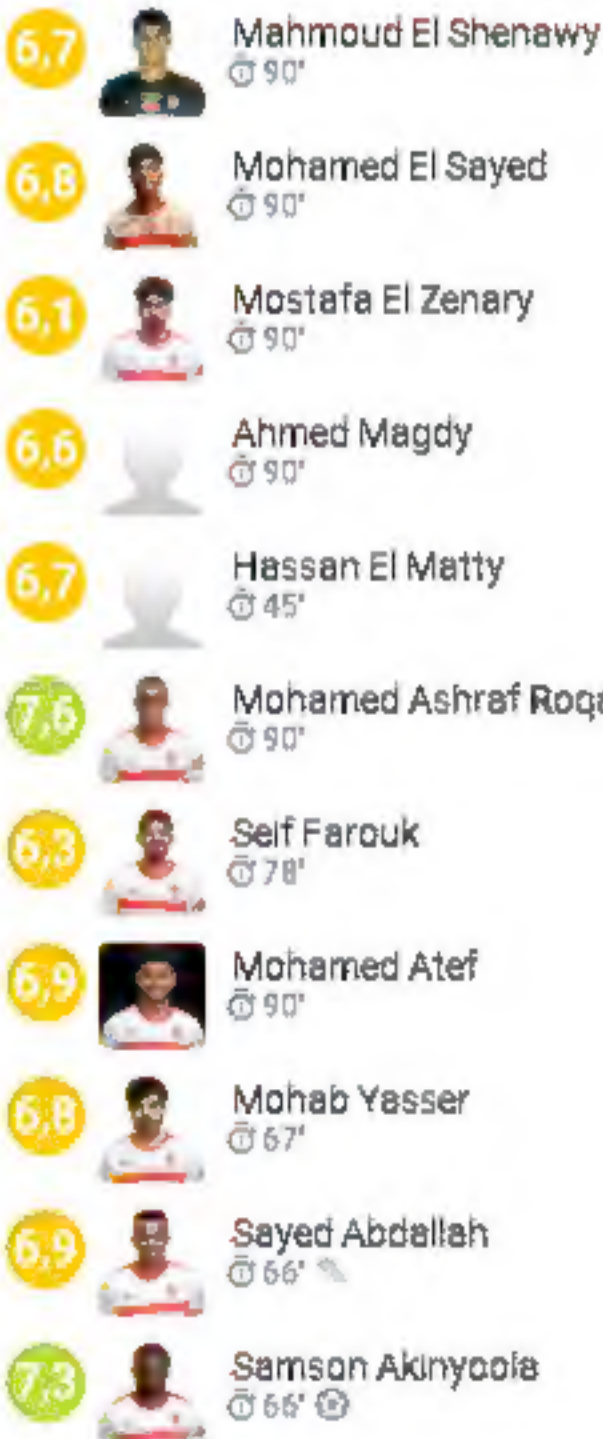 6,7 Mahmoud El Shenawy
90'
6,8 Mohamed El Sayed
90'
6,1 Mostafa El Zenary
90'
6,6 Ahmed Magdy
90'
6,7 Hassan El Matty
45'
7,6 Mohamed Ashraf Roqa
90'
6,3 Seif Farouk
78'
6,9 Mohamed Atef
90'
6,8 Mohab Yasser
67'
6,9 Sayed Abdallah
66'
7,3 Samson Akinyoola
66'